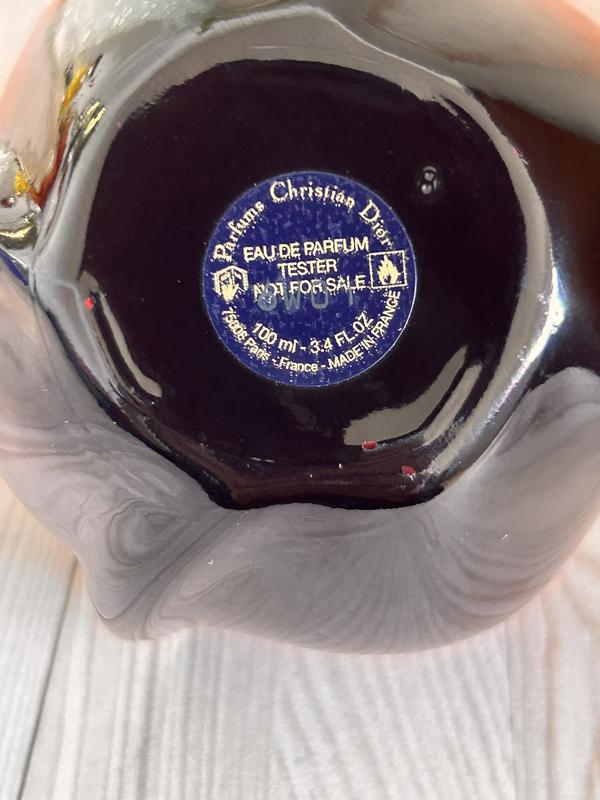 Parfums Christian Dior
EAU DE PARFUM
TESTER
NOT FOR SALE
100 ml - 3.4 FL.OZ
75008 Paris - France - MADE IN FRANCE